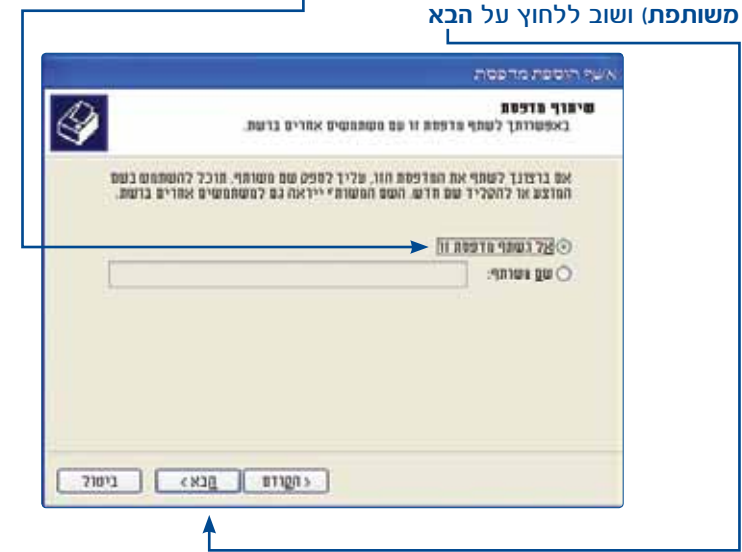 משותפת) ושוב ללחוץ על הבא
אשף הוספת מדפסת
שיתוף מדפסת
באפשרותך לשתף מדפסת זו עם משתמשים אחרים ברשת.
אם ברצונך לשתף את המדפסת הזו, עליך לספק שם משותף. תוכל להשתמש בשם
המוצע או להקליד שם חדש. השם המשותף ייראה גם למשתמשים אחרים ברשת.
אל תשתף מדפסת זו
שם משותף:
< הקודם
הבא >
ביטול